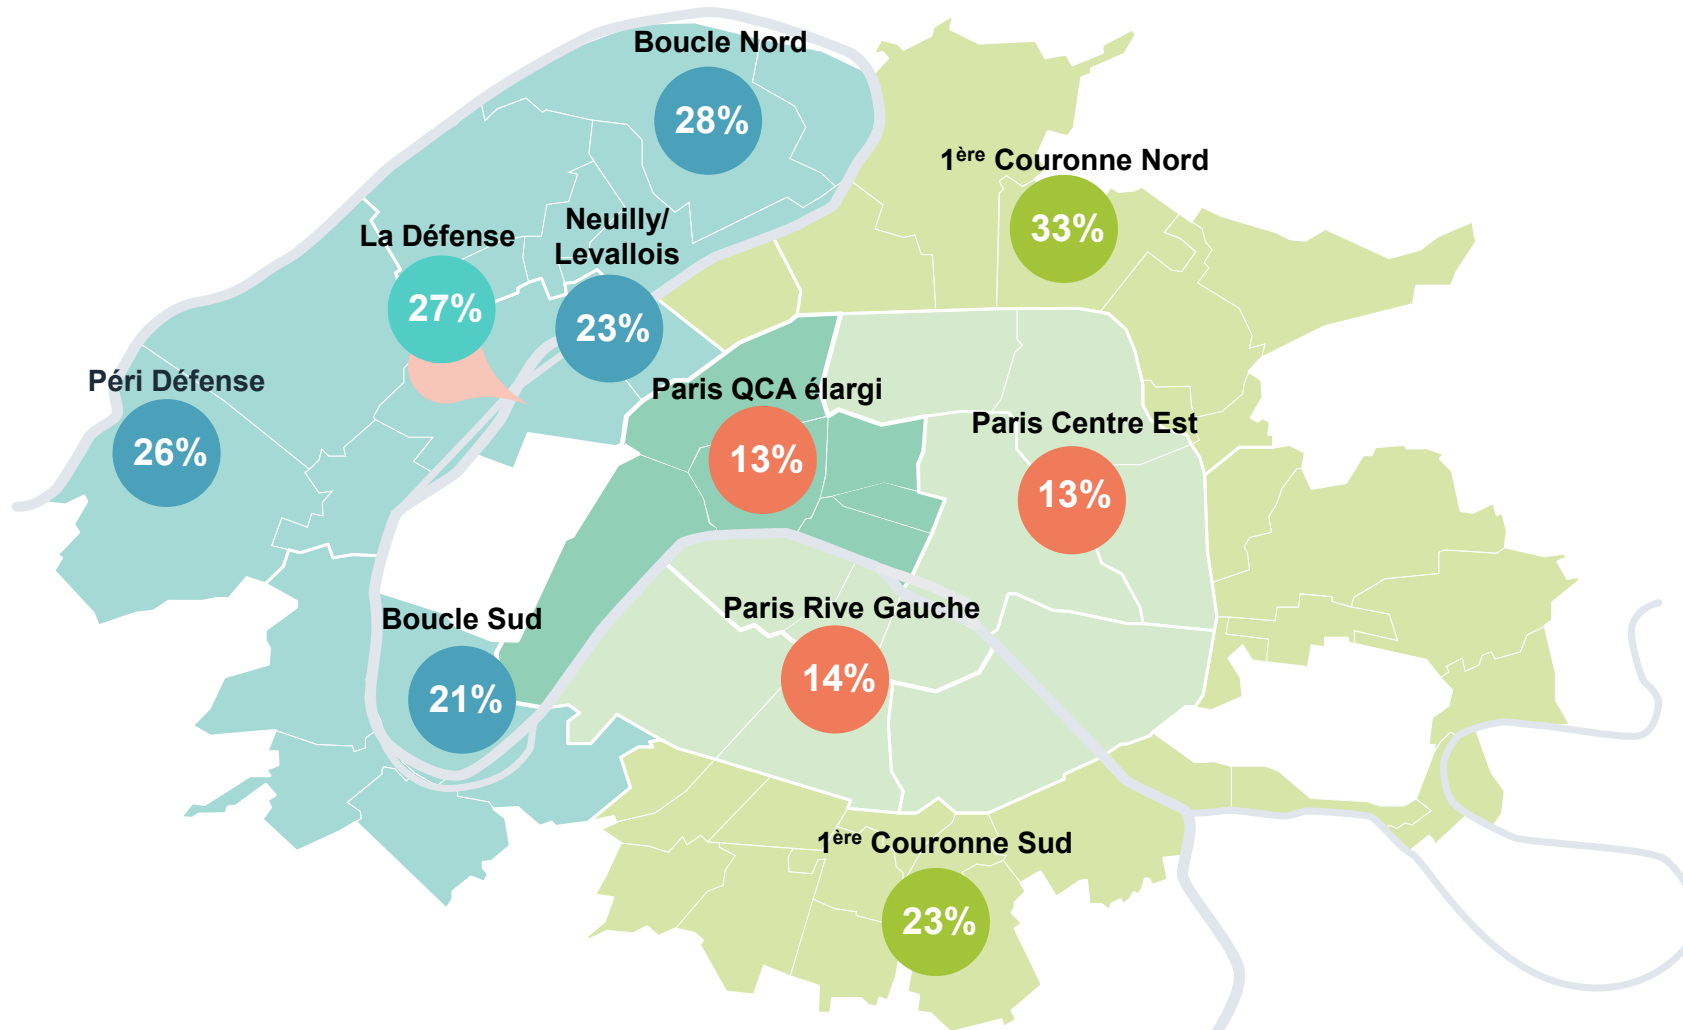 Boucle Nord
28%
1ère Couronne Nord
33%
La Défense
27%
Neuilly/
Levallois
23%
Péri Défense
26%
Paris QCA élargi
13%
Paris Centre Est
13%
Boucle Sud
21%
Paris Rive Gauche
14%
1ère Couronne Sud
23%